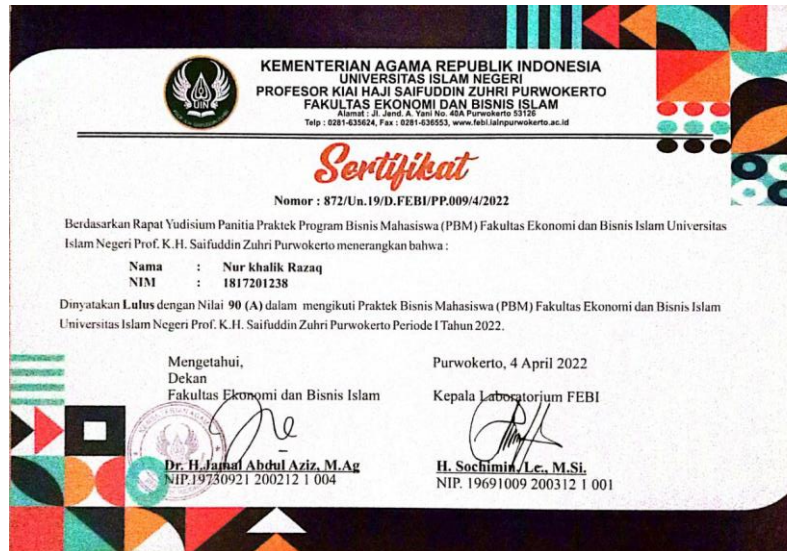 KEMENTERIAN AGAMA REPUBLIK INDONESIA
UNIVERSITAS ISLAM NEGERI
PROFESOR KIAI HAJI SAIFUDDIN ZUHRI PURWOKERTO
FAKULTAS EKONOMI DAN BISNIS ISLAM
Alamat : Jl. Jend. A. Yani No. 40A Purwokerto 53126
Telp : 0281-635624, Fax : 0281-636553, www.febi.iainpurwokerto.ac.id
UIN
Sertifikat
Nomor : 872/Un.19/D.FEBI/PP.009/4/2022
Berdasarkan Rapat Yudisium Panitia Praktek Program Bisnis Mahasiswa (PBM) Fakultas Ekonomi dan Bisnis Islam Universitas
Islam Negeri Prof. K.H. Saifuddin Zuhri Purwokerto menerangkan bahwa :
Nama : Nur khalik Razaq
NIM : 1817201238
Dinyatakan Lulus dengan Nilai 90 (A) dalam mengikuti Praktek Bisnis Mahasiswa (PBM) Fakultas Ekonomi dan Bisnis Islam
Universitas Islam Negeri Prof. K.H. Saifuddin Zuhri Purwokerto Periode I Tahun 2022.
Mengetahui,
Dekan
Fakultas Ekonomi dan Bisnis Islam
Dr. H.Jamal Abdul Aziz, M.Ag
NIP.19730921 200212 1 004
Purwokerto, 4 April 2022
Kepala Laboratorium FEBI
H. Sochimin, Lc., M.Si.
NIP. 19691009 200312 1 001